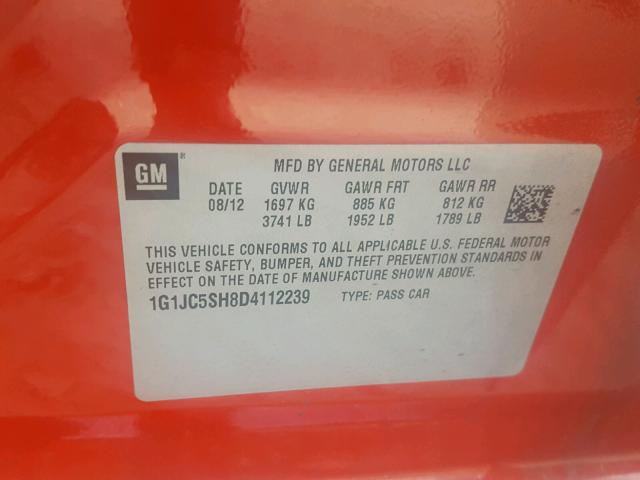 GM ® MFD BY GENERAL MOTORS LLC
DATE GVWR GAWR FRT GAWR RR
08/12 1697 KG 885 KG 812 KG
3741 LB 1952 LB 1789 LB
THIS VEHICLE CONFORMS TO ALL APPLICABLE U.S. FEDERAL MOTOR
VEHICLE SAFETY, BUMPER, AND THEFT PREVENTION STANDARDS IN
EFFECT ON THE DATE OF MANUFACTURE SHOWN ABOVE.
1G1JC5SH8D4112239 TYPE: PASS CAR